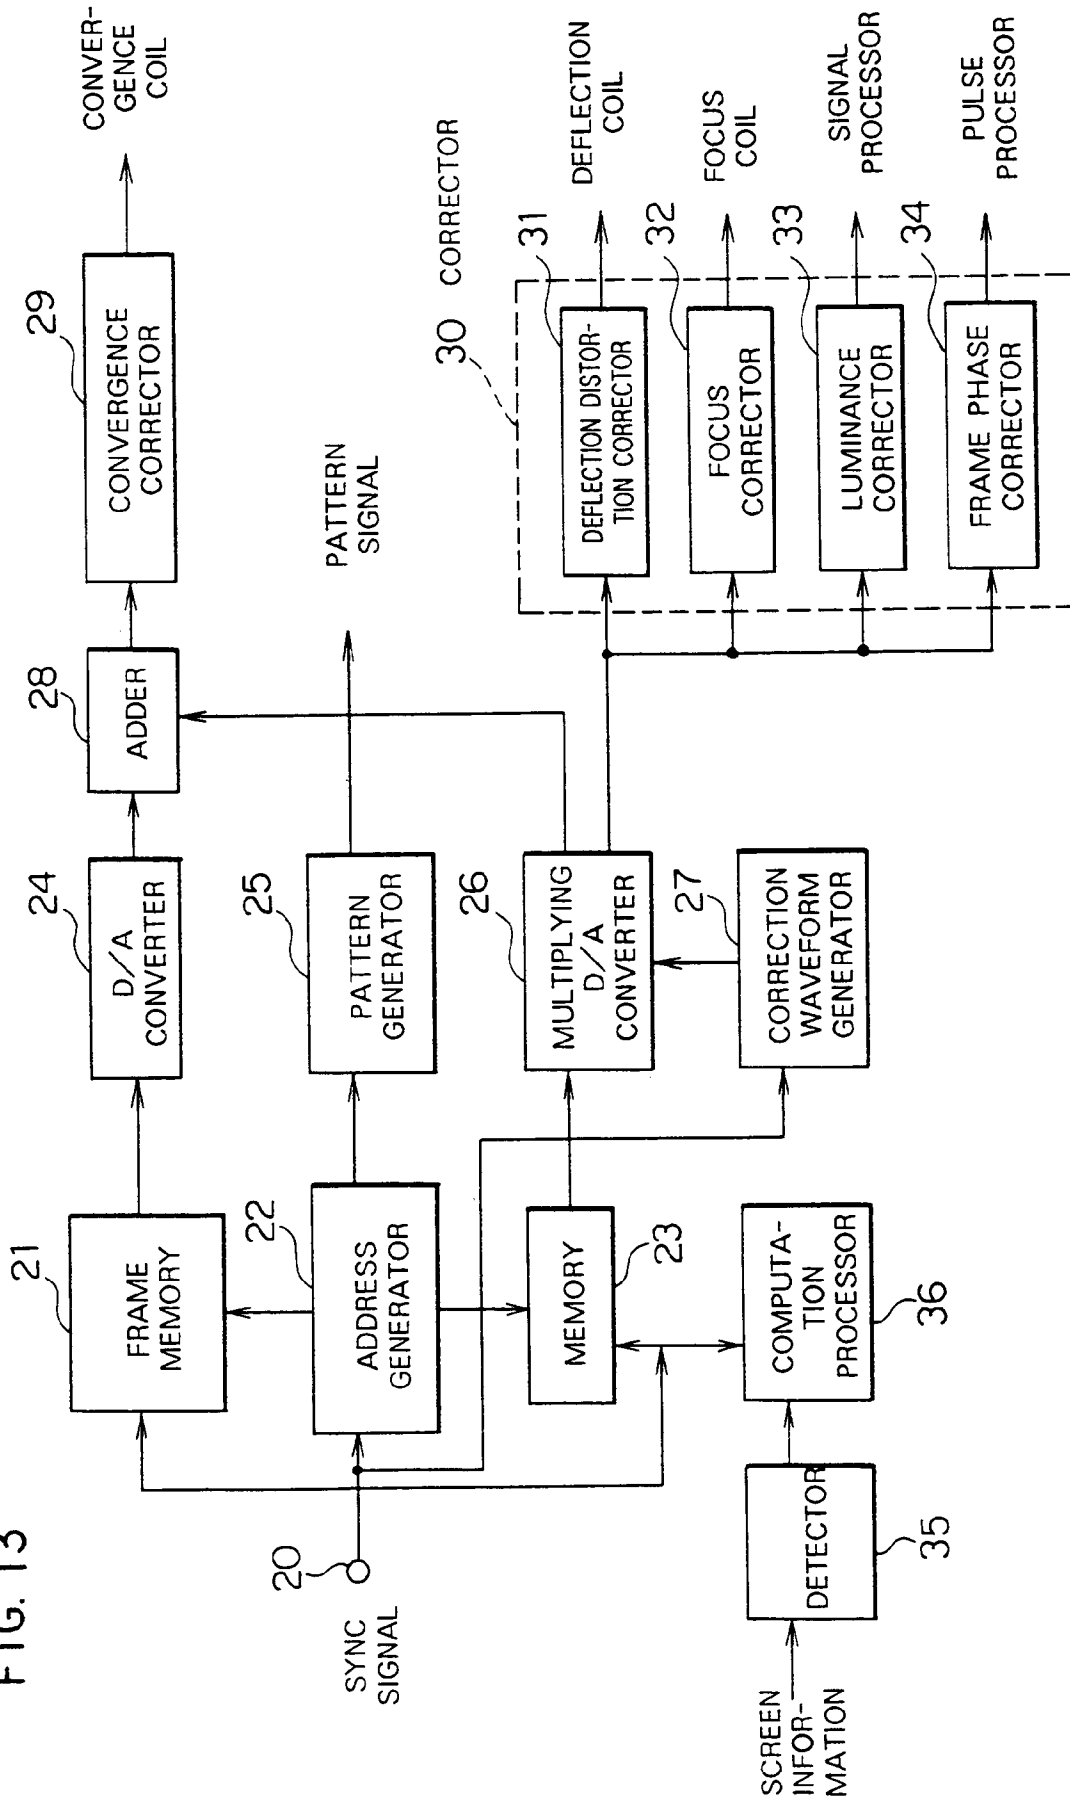 FIG. 13
21
FRAME
MEMORY
24
D/A
CONVERTER
28
ADDER
29
CONVERGENCE
CORRECTOR
CONVER-
GENCE
COIL
20
SYNC
SIGNAL
22
ADDRESS
GENERATOR
25
PATTERN
GENERATOR
PATTERN
SIGNAL
23
MEMORY
26
MULTIPLYING
D/A
CONVERTER
27
CORRECTION
WAVEFORM
GENERATOR
30 CORRECTOR
31
DEFLECTION DISTOR-
TION CORRECTOR
DEFLECTION
COIL
32
FOCUS
CORRECTOR
FOCUS
COIL
33
LUMINANCE
CORRECTOR
SIGNAL
PROCESSOR
34
FRAME PHASE
CORRECTOR
PULSE
PROCESSOR
SCREEN
INFOR-
MATION
DETECTOR
35
COMPUTA-
TION
PROCESSOR
36